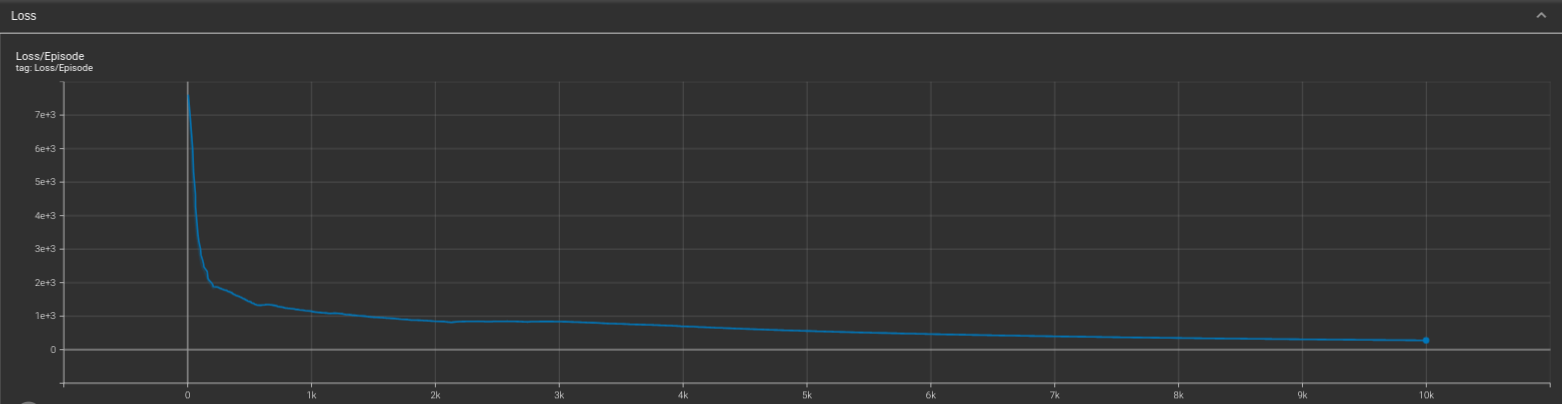 Loss
Loss/Episode
tag: Loss/Episode
7e+3
6e+3
5e+3
4e+3
3e+3
2e+3
1e+3
0
0 1k 2k 3k 4k 5k 6k 7k 8k 9k 10k